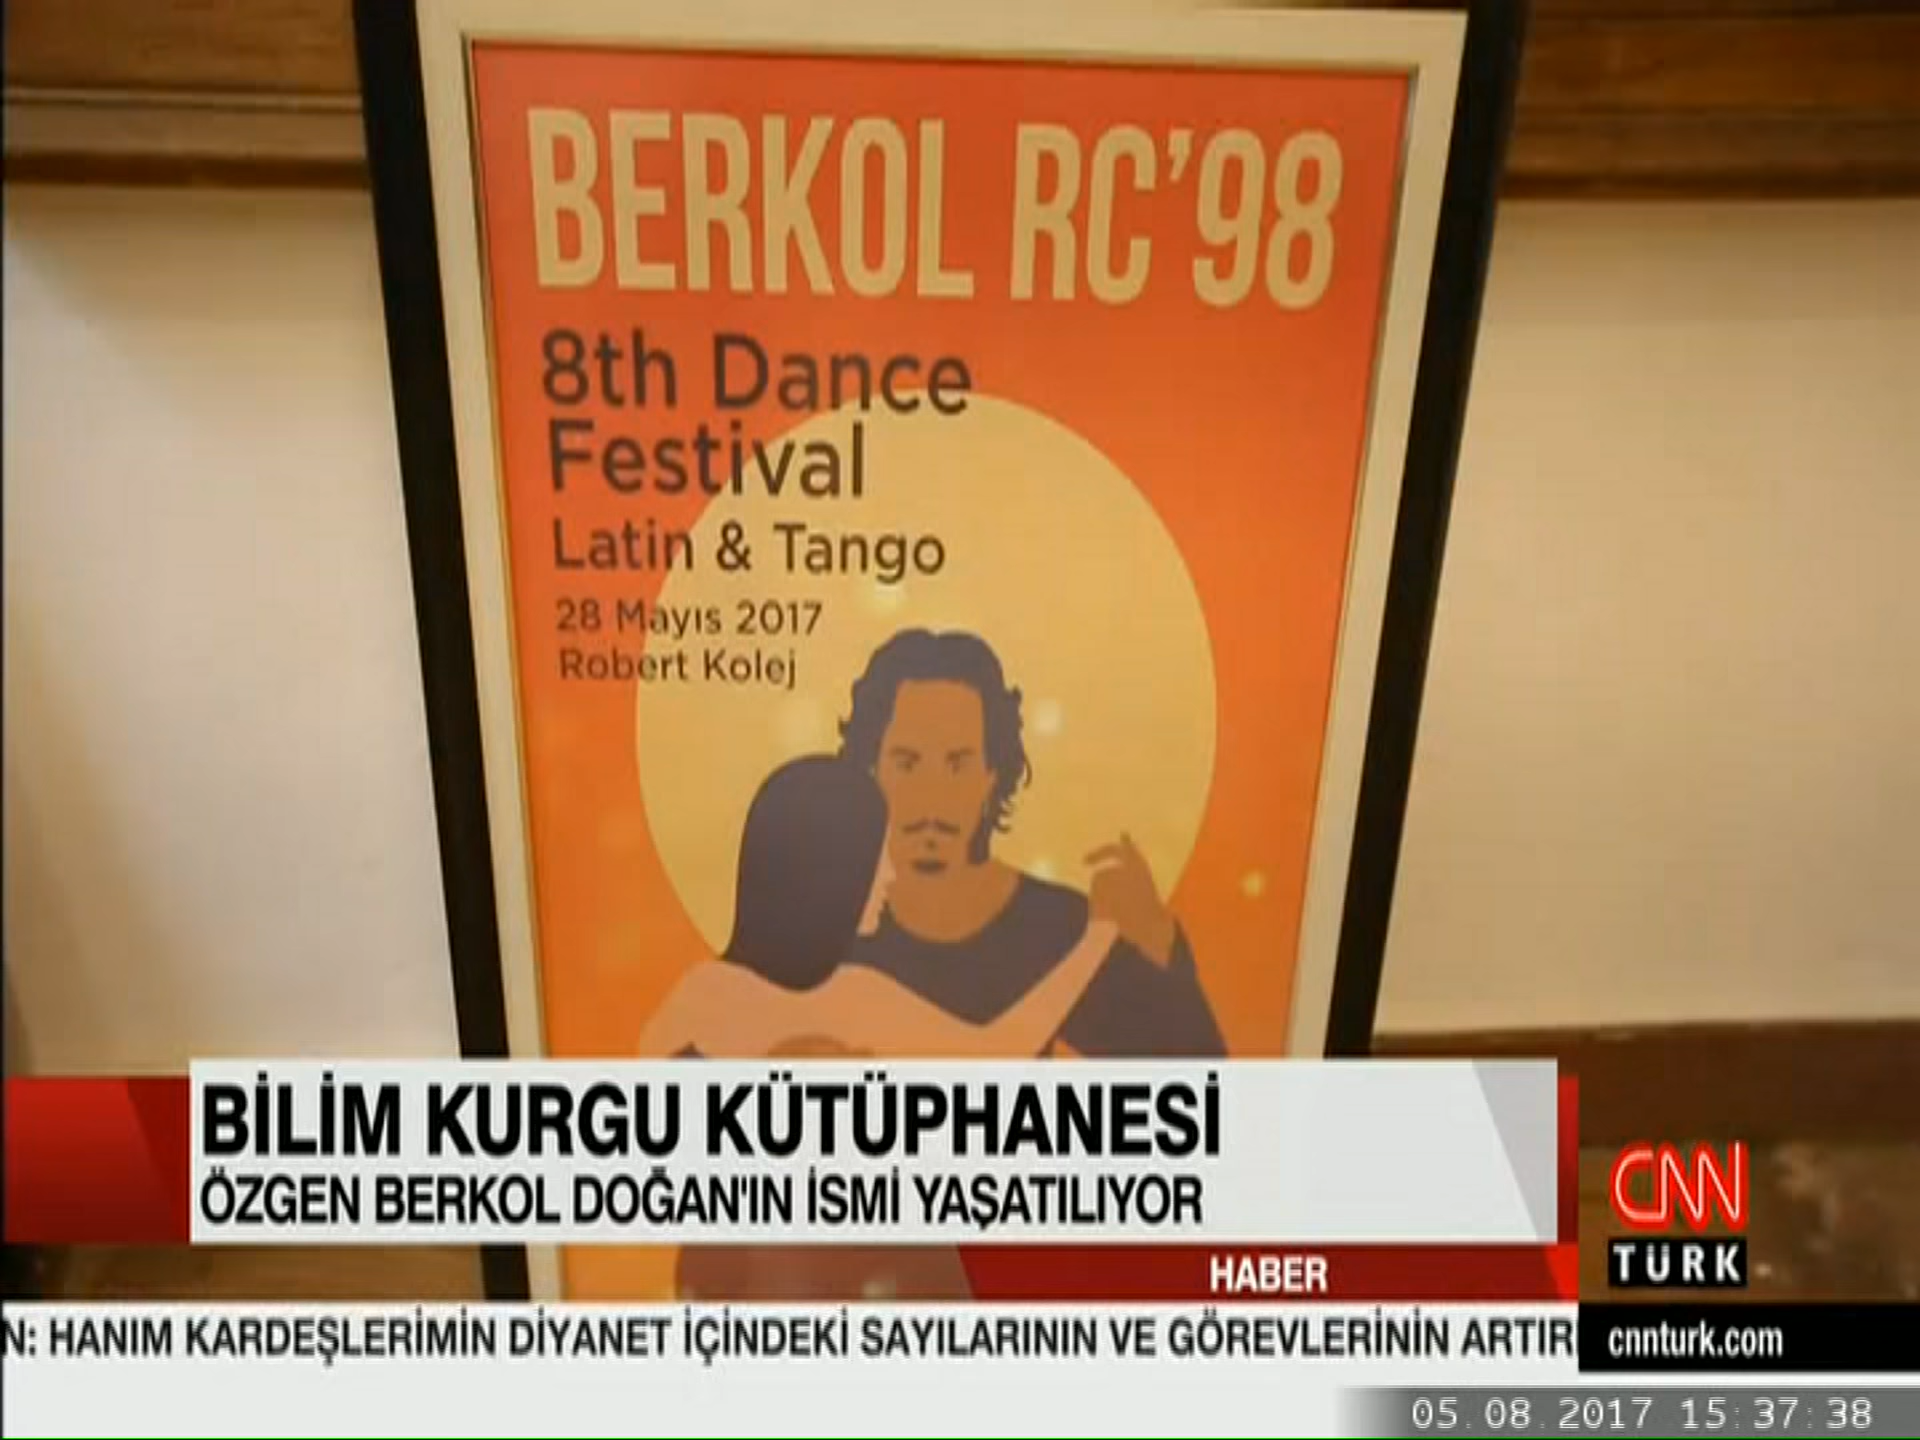 BERKOL RC'98
8th Dance
Festival
Latin & Tango
28 Mayıs 2017
Robert Kolej
BİLİM KURGU KÜTÜPHANESİ
ÖZGEN BERKOL DOĞAN'IN İSMİ YAŞATILIYOR
HABER
CNN
TÜRK
N: HANIM KARDEŞLERİMİN DİYANET İÇİNDEKİ SAYILARININ VE GÖREVLERİNİN ARTIR
cnnturk.com
05.08.2017 15:37:38